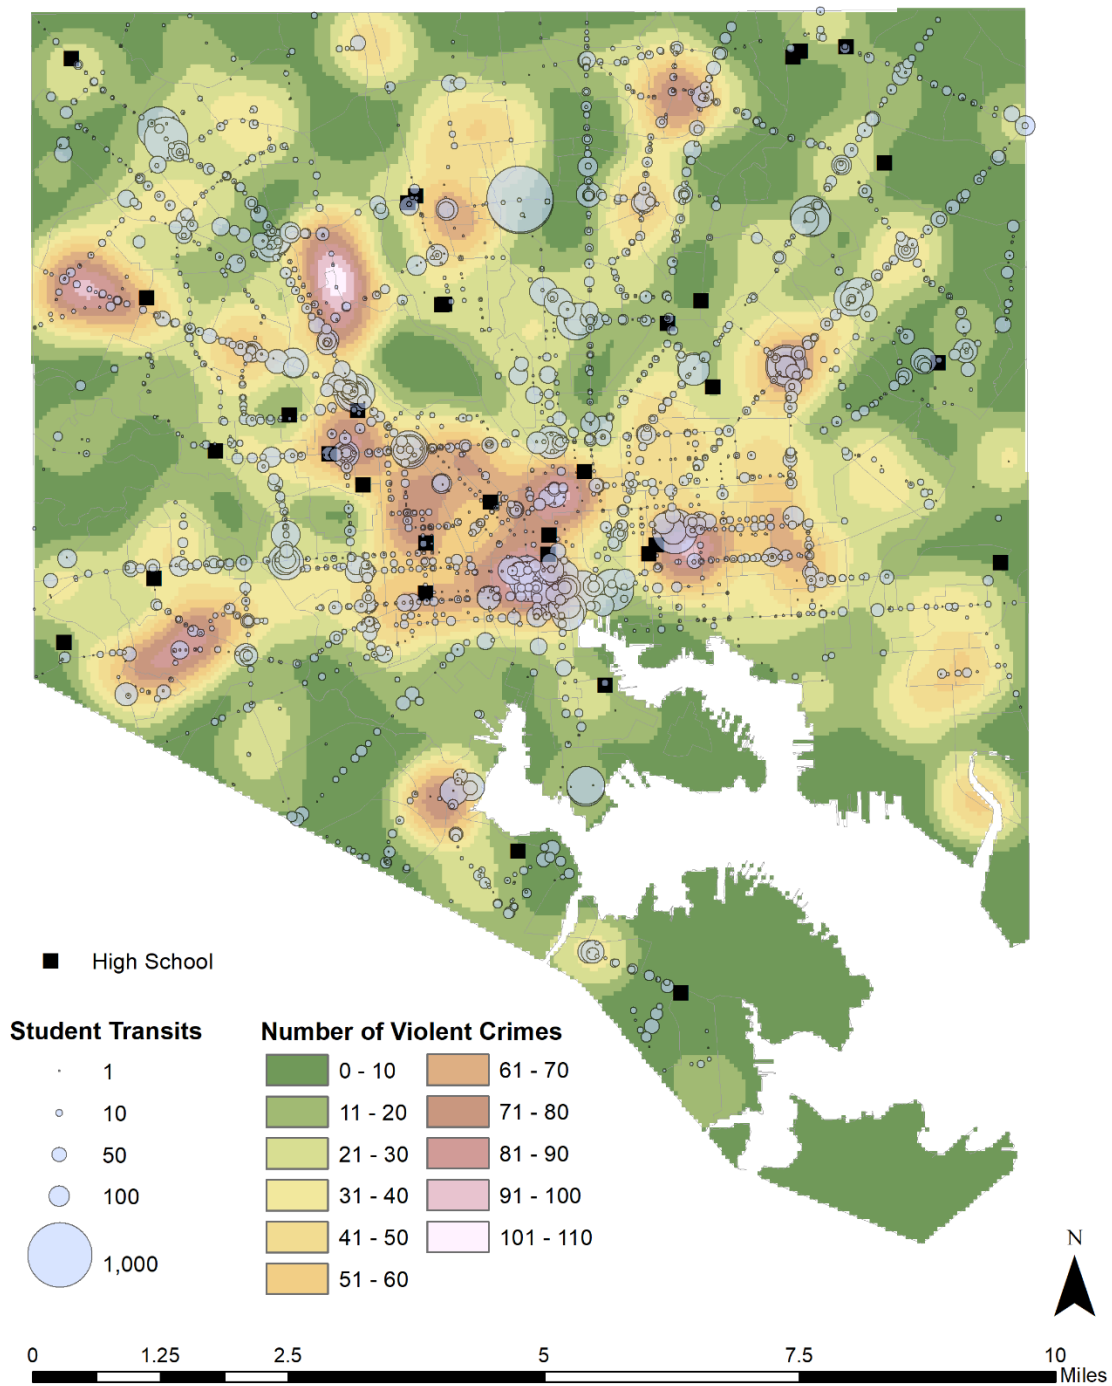 High School
Student Transits
1
10
50
100
1,000
Number of Violent Crimes
0 - 10
11 - 20
21 - 30
31 - 40
41 - 50
51 - 60
61 - 70
71 - 80
81 - 90
91 - 100
101 - 110
N
0 1.25 2.5 5 7.5 10
Miles